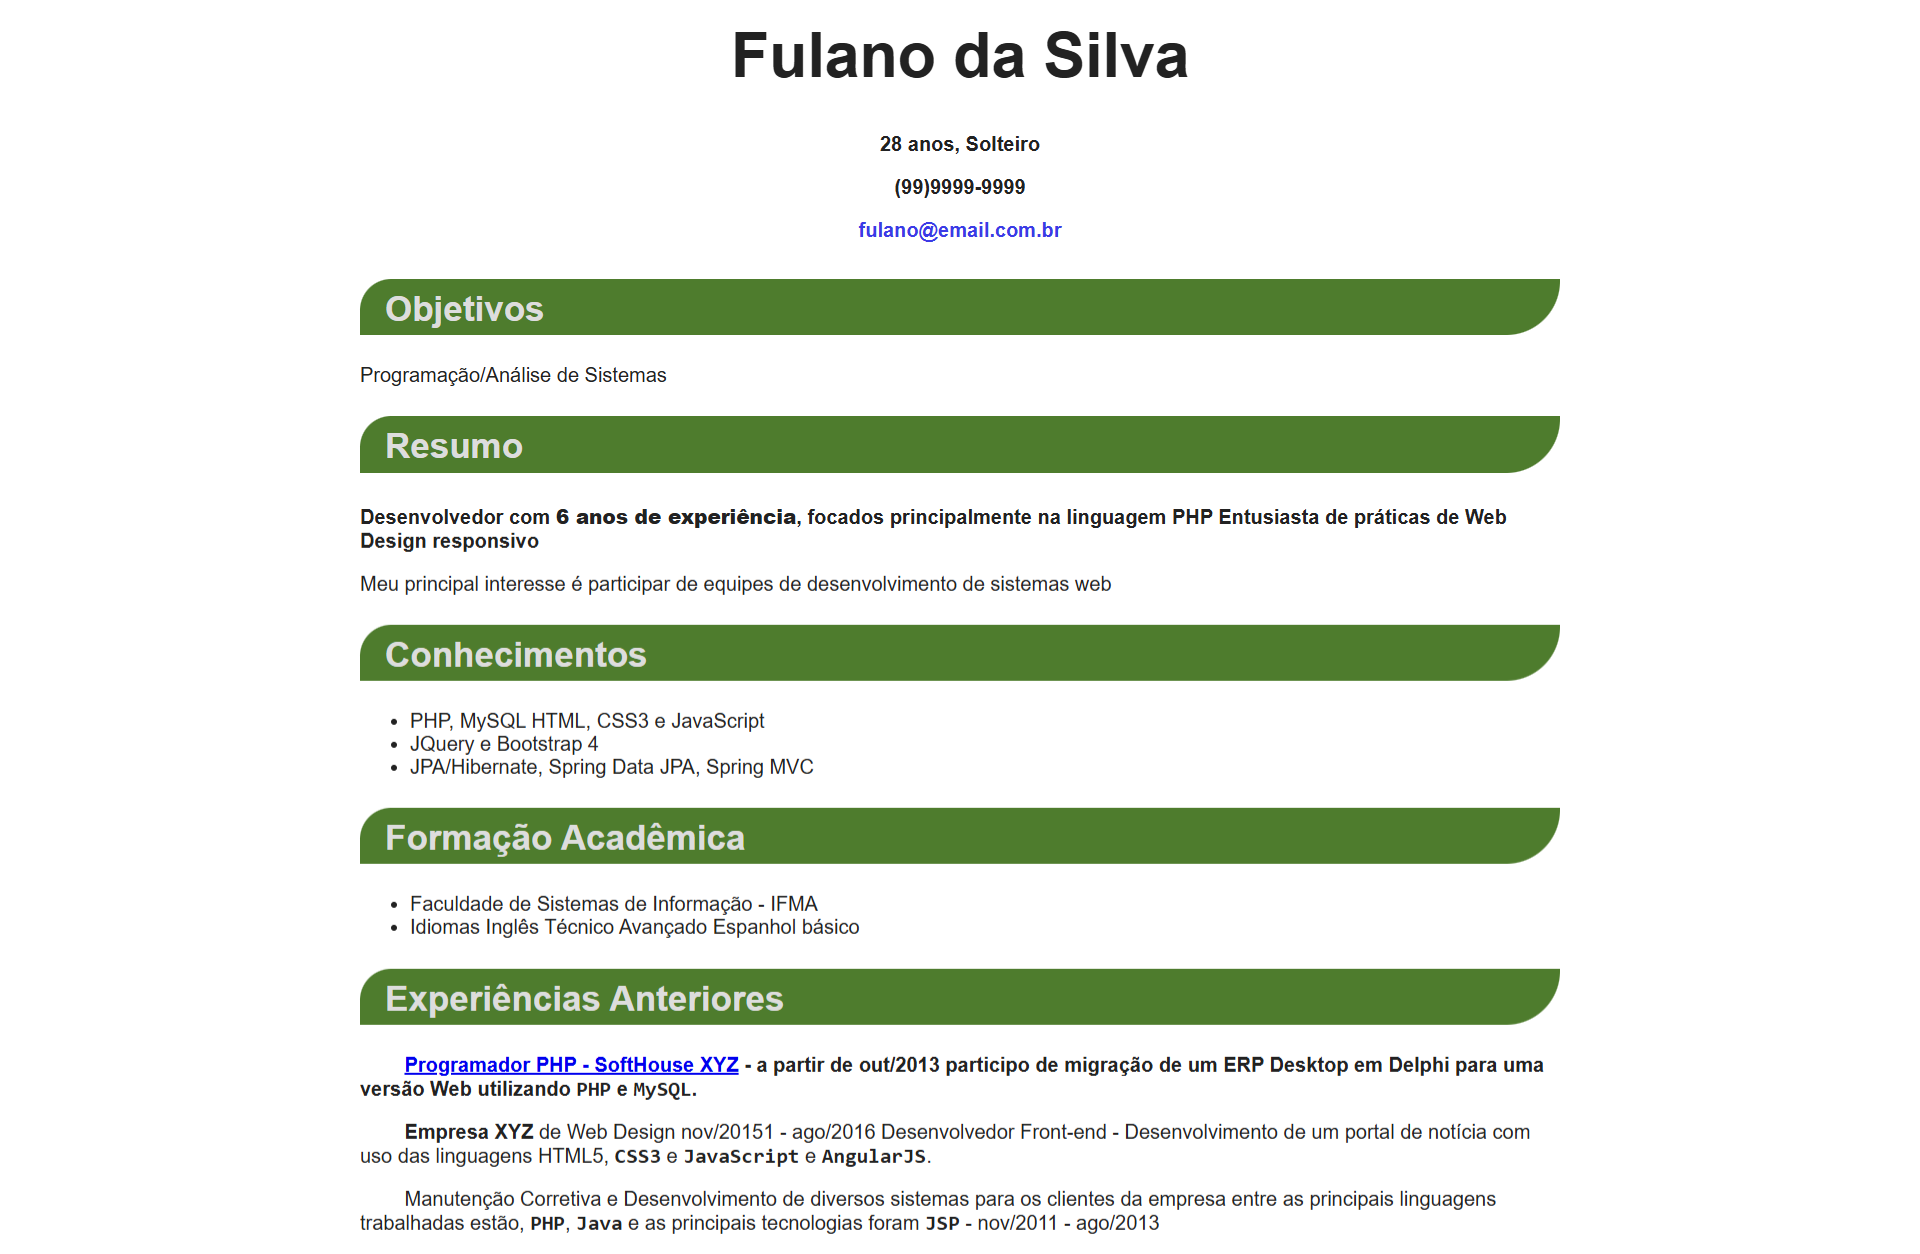 Fulano da Silva
28 anos, Solteiro
(99)9999-9999
fulano@email.com.br
Objetivos
Programação/Análise de Sistemas
Resumo
Desenvolvedor com 6 anos de experiência, focados principalmente na linguagem PHP Entusiasta de práticas de Web
Design responsivo
Meu principal interesse é participar de equipes de desenvolvimento de sistemas web
Conhecimentos
• PHP, MySQL HTML, CSS3 e JavaScript
• JQuery e Bootstrap 4
• JPA/Hibernate, Spring Data JPA, Spring MVC
Formação Acadêmica
• Faculdade de Sistemas de Informação - IFMA
• Idiomas Inglês Técnico Avançado Espanhol básico
Experiências Anteriores
Programador PHP - SoftHouse XYZ - a partir de out/2013 participo de migração de um ERP Desktop em Delphi para uma
versão Web utilizando PHP e MySQL.
Empresa XYZ de Web Design nov/20151 - ago/2016 Desenvolvedor Front-end - Desenvolvimento de um portal de notícia com
uso das linguagens HTML5, CSS3 e JavaScript e AngularJS.
Manutenção Corretiva e Desenvolvimento de diversos sistemas para os clientes da empresa entre as principais linguagens
trabalhadas estão, PHP, Java e as principais tecnologias foram JSP - nov/2011 - ago/2013